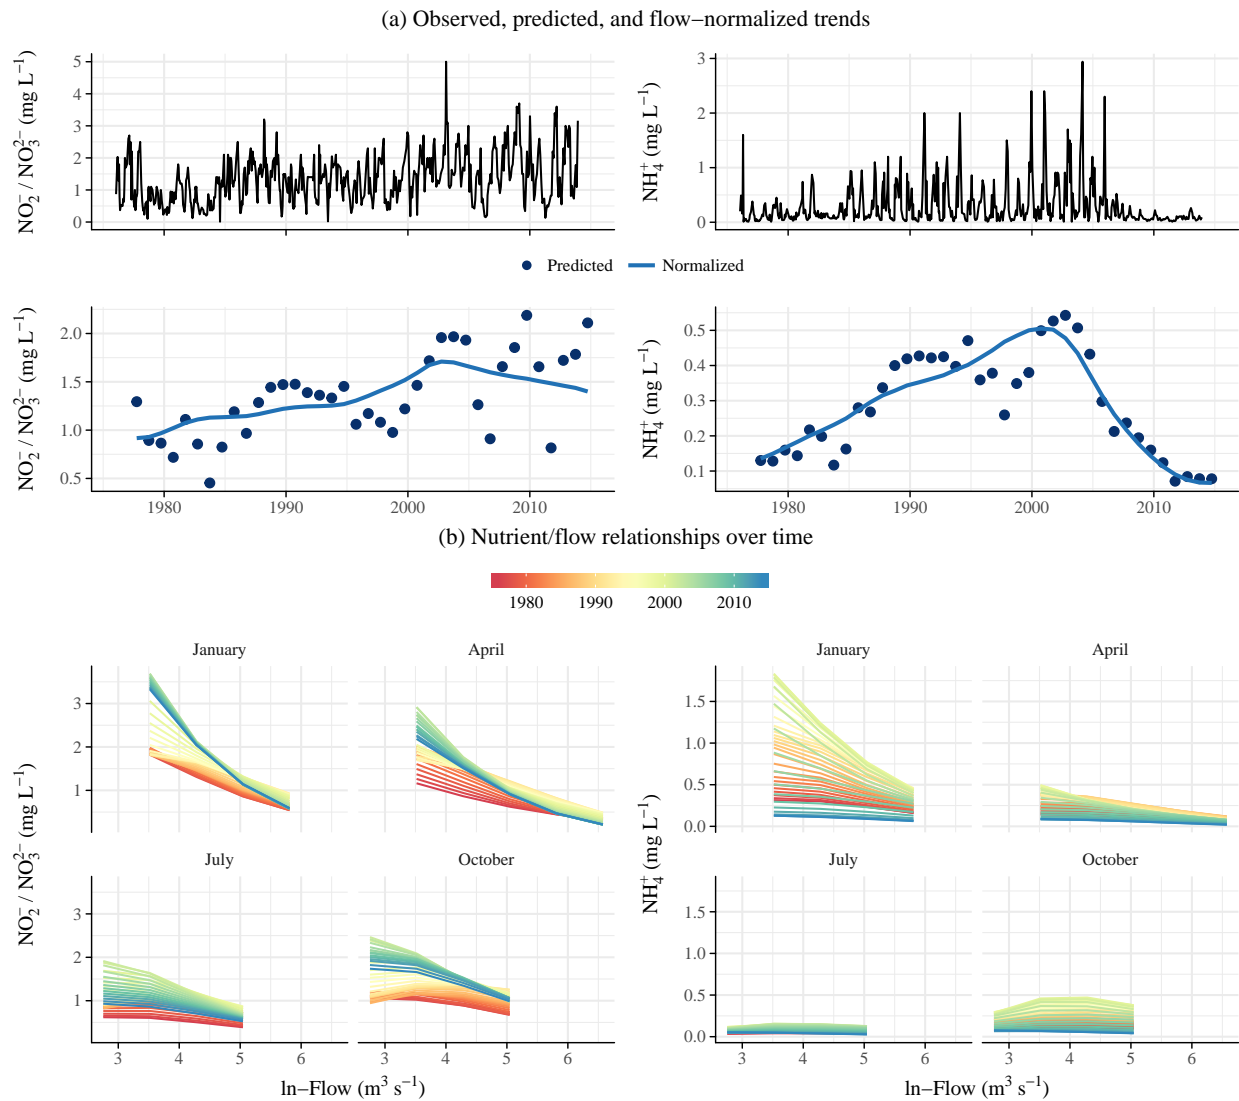 (a) Observed, predicted, and flow−normalized trends
NO₂⁻ / NO₃²⁻ (mg L⁻¹)
5
4
3
2
1
0
NH₄⁺ (mg L⁻¹)
3
2
1
0
Predicted Normalized
NO₂⁻ / NO₃²⁻ (mg L⁻¹)
2.0
1.5
1.0
0.5
1980 1990 2000 2010
NH₄⁺ (mg L⁻¹)
0.5
0.4
0.3
0.2
0.1
1980 1990 2000 2010
(b) Nutrient/flow relationships over time
1980 1990 2000 2010
NO₂⁻ / NO₃²⁻ (mg L⁻¹)
January April
3
2
1
July October
3
2
1
3 4 5 6 3 4 5 6
ln−Flow (m³ s⁻¹)
NH₄⁺ (mg L⁻¹)
January April
1.5
1.0
0.5
0.0
July October
1.5
1.0
0.5
0.0
3 4 5 6 3 4 5 6
ln−Flow (m³ s⁻¹)